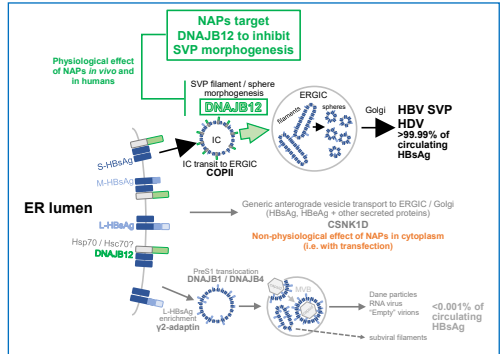 NAPs target
DNAJB12 to inhibit
SVP morphogenesis
Physiological effect
of NAPs in vivo and
in humans
SVP filament / sphere
morphogenesis
DNAJB12
IC
IC transit to ERGIC
COPII
ERGIC
filaments
spheres
Golgi
HBV SVP
HDV
>99.99% of
circulating
HBsAg
S-HBsAg
M-HBsAg
ER lumen
L-HBsAg
Hsp70 / Hsc70?
DNAJB12
Generic anterograde vesicle transport to ERGIC / Golgi
(HBsAg, HBeAg + other secreted proteins)
CSNK1D
Non-physiological effect of NAPs in cytoplasm
(i.e. with transfection)
PreS1 translocation
DNAJB1 / DNAJB4
L-HBsAg
enrichment
γ2-adaptin
MVB
Dane particles
RNA virus
"Empty" virions
subviral filaments
<0.001% of
circulating
HBsAg